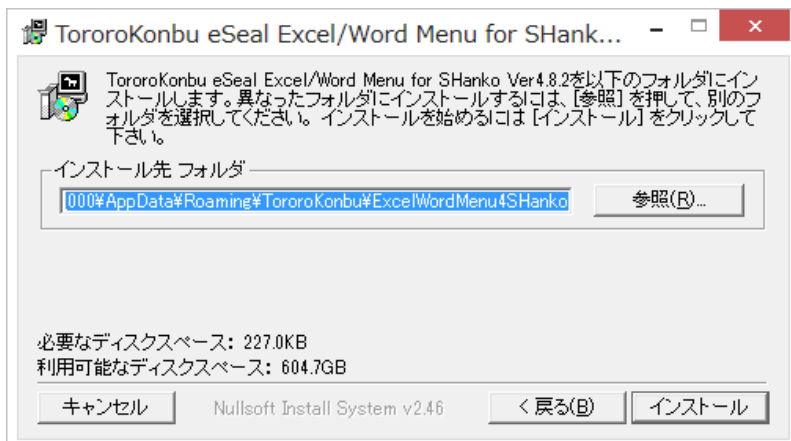 TororoKonbu eSeal Excel/Word Menu for SHank...
TororoKonbu eSeal Excel/Word Menu for SHanko Ver4.8.2を以下のフォルダにイン
ストールします。異なったフォルダにインストールするには、[参照] を押して、別のフ
ォルダを選択してください。インストールを始めるには [インストール] をクリックして
下さい。
インストール先 フォルダ
000¥AppData¥Roaming¥TororoKonbu¥ExcelWordMenu4SHanko
参照(R)...
必要なディスクスペース: 227.0KB
利用可能なディスクスペース: 604.7GB
キャンセル
Nullsoft Install System v2.46
< 戻る(B)
インストール